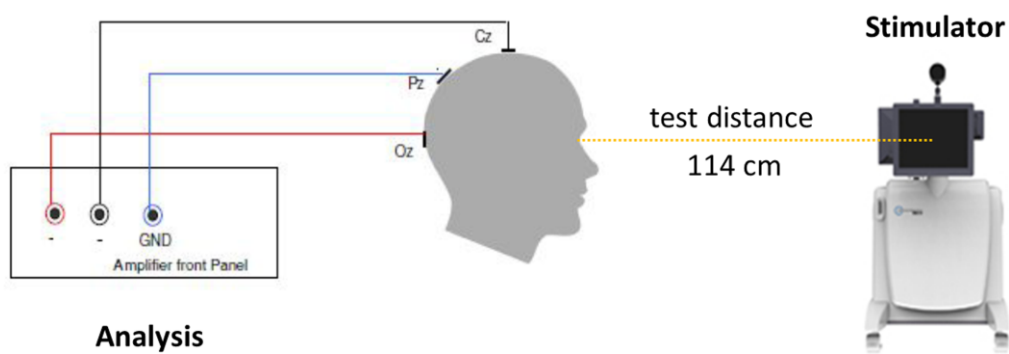 Stimulator
Cz
Pz
test distance
Oz
114 cm
-
-
GND
Amplifier front Panel
Analysis